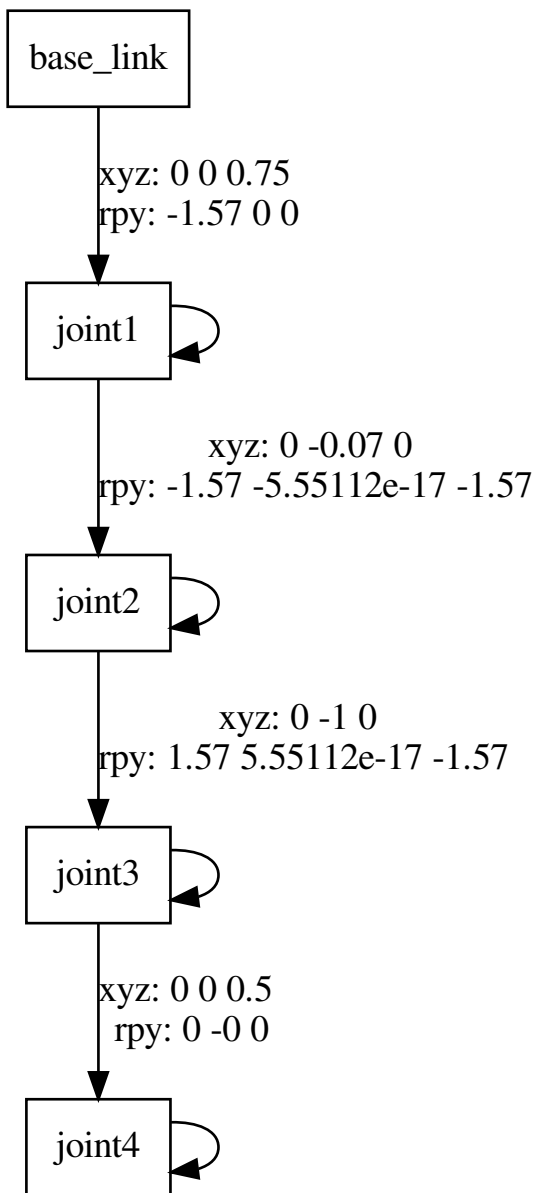 base_link
xyz: 0 0 0.75
rpy: -1.57 0 0
joint1
xyz: 0 -0.07 0
rpy: -1.57 -5.55112e-17 -1.57
joint2
xyz: 0 -1 0
rpy: 1.57 5.55112e-17 -1.57
joint3
xyz: 0 0 0.5
rpy: 0 -0 0
joint4